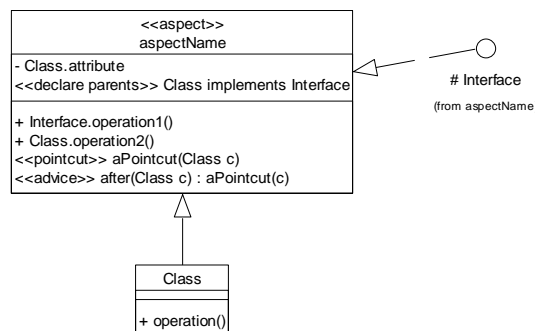 <<aspect>>
aspectName
- Class.attribute
<<declare parents>> Class implements Interface
+ Interface.operation1()
+ Class.operation2()
<<pointcut>> aPointcut(Class c)
<<advice>> after(Class c) : aPointcut(c)
# Interface
(from aspectName
Class
+ operation()